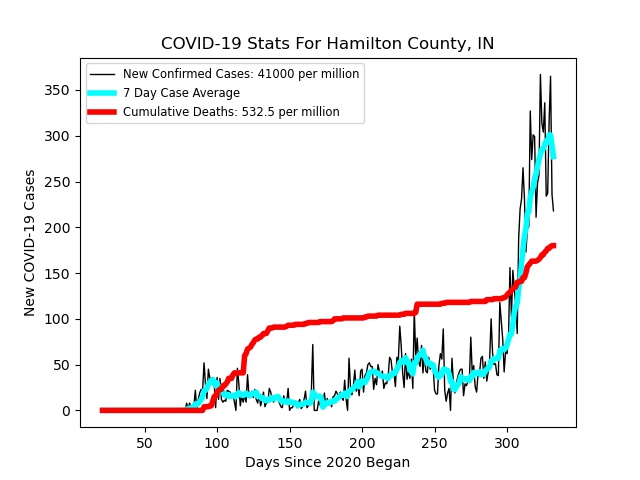 COVID-19 Stats For Hamilton County, IN
New Confirmed Cases: 41000 per million
7 Day Case Average
Cumulative Deaths: 532.5 per million
New COVID-19 Cases
350
300
250
200
150
100
50
0
50
100
150
200
250
300
Days Since 2020 Began